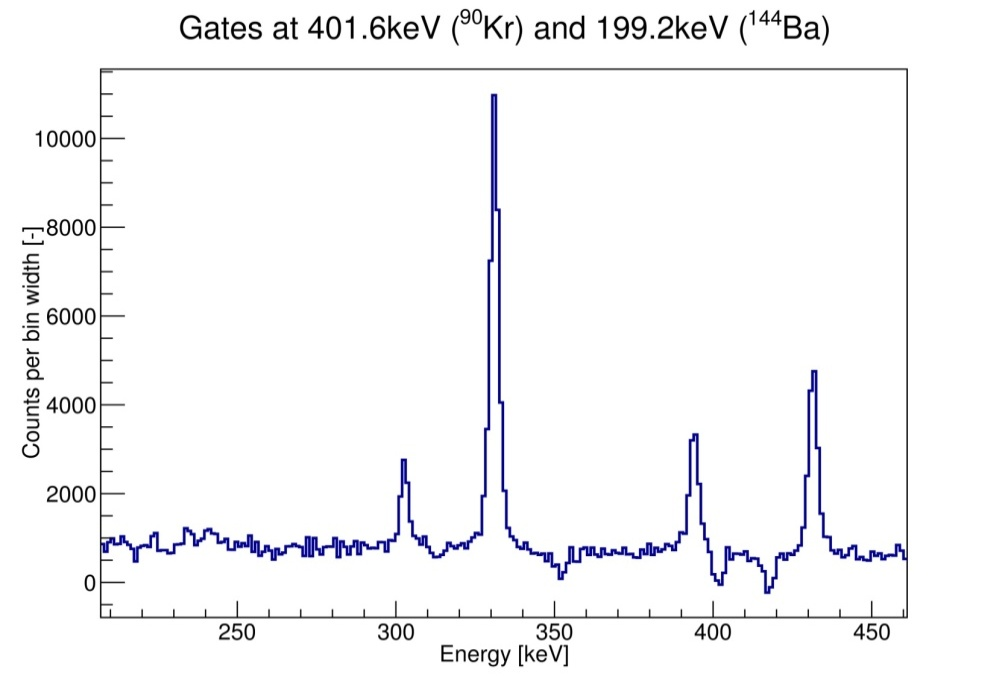 Gates at 401.6keV (⁹⁰Kr) and 199.2keV (¹⁴⁴Ba)
Counts per bin width [-]
10000
8000
6000
4000
2000
0
250 300 350 400 450
Energy [keV]